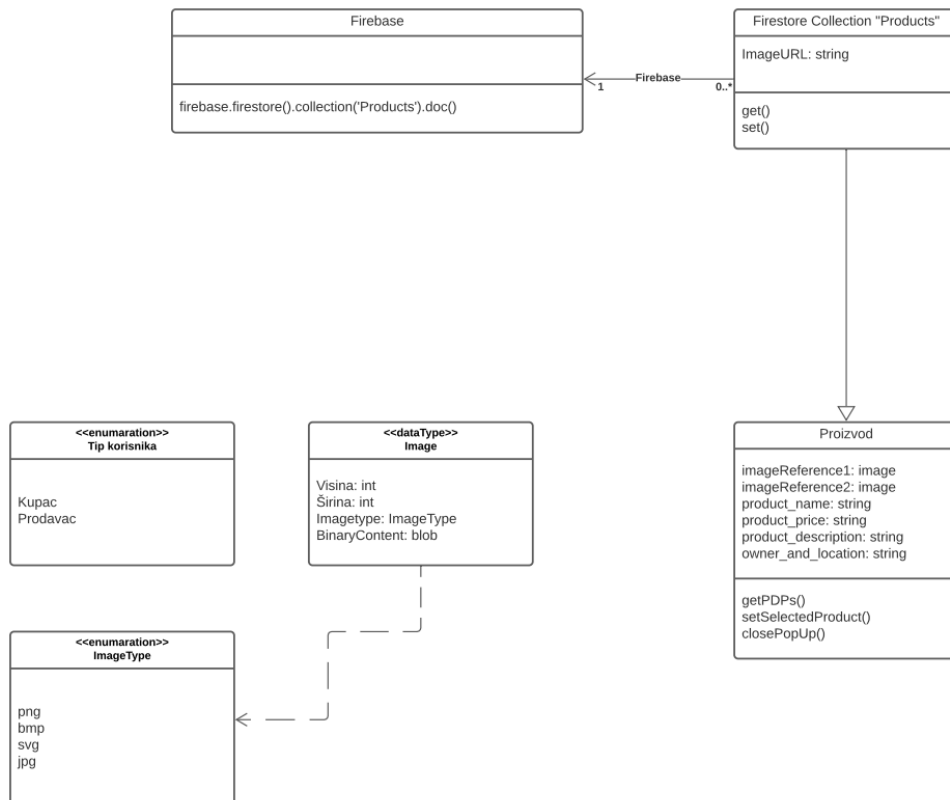 Firebase
firebase.firestore().collection('Products').doc()
Firebase
1
0..*
Firestore Collection "Products"
ImageURL: string
get()
set()
<<enumaration>>
Tip korisnika
Kupac
Prodavac
<<dataType>>
Image
Visina: int
Širina: int
Imagetype: ImageType
BinaryContent: blob
Proizvod
imageReference1: image
imageReference2: image
product_name: string
product_price: string
product_description: string
owner_and_location: string
getPDPs()
setSelectedProduct()
closePopUp()
<<enumaration>>
ImageType
png
bmp
svg
jpg